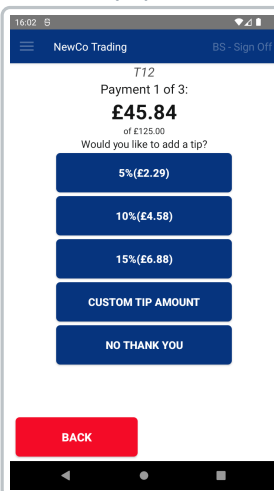 16:02
NewCo Trading BS - Sign Off
T12
Payment 1 of 3:
£45.84
of £125.00
Would you like to add a tip?
5%(£2.29)
10%(£4.58)
15%(£6.88)
CUSTOM TIP AMOUNT
NO THANK YOU
BACK